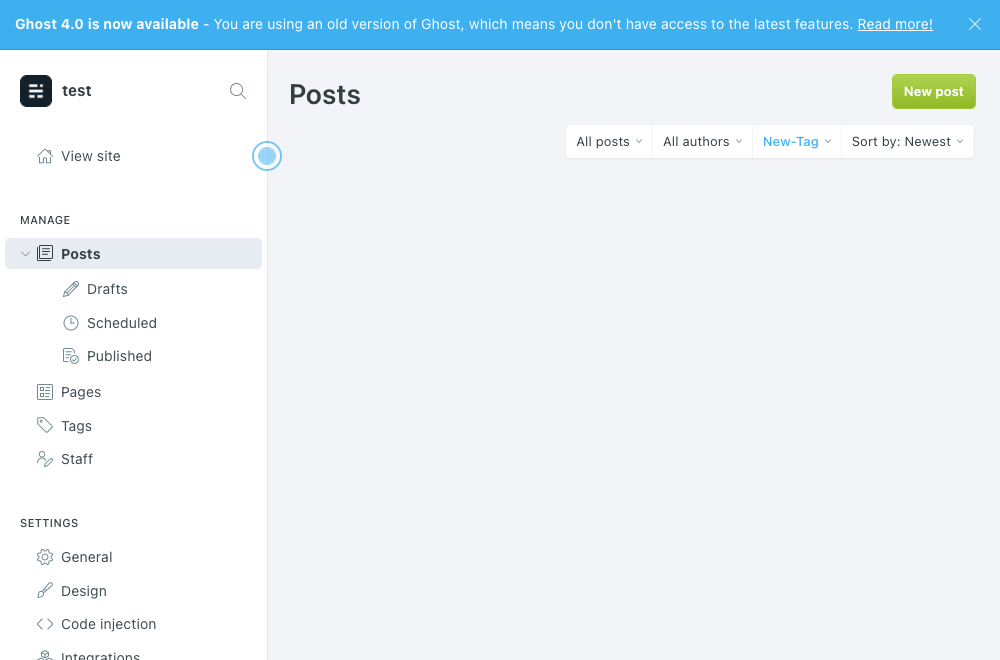 Ghost 4.0 is now available - You are using an old version of Ghost, which means you don't have access to the latest features. Read more!
test
View site
MANAGE
Posts
Drafts
Scheduled
Published
Pages
Tags
Staff
SETTINGS
General
Design
Code injection
Integrations
Posts
New post
All posts
All authors
New-Tag
Sort by: Newest